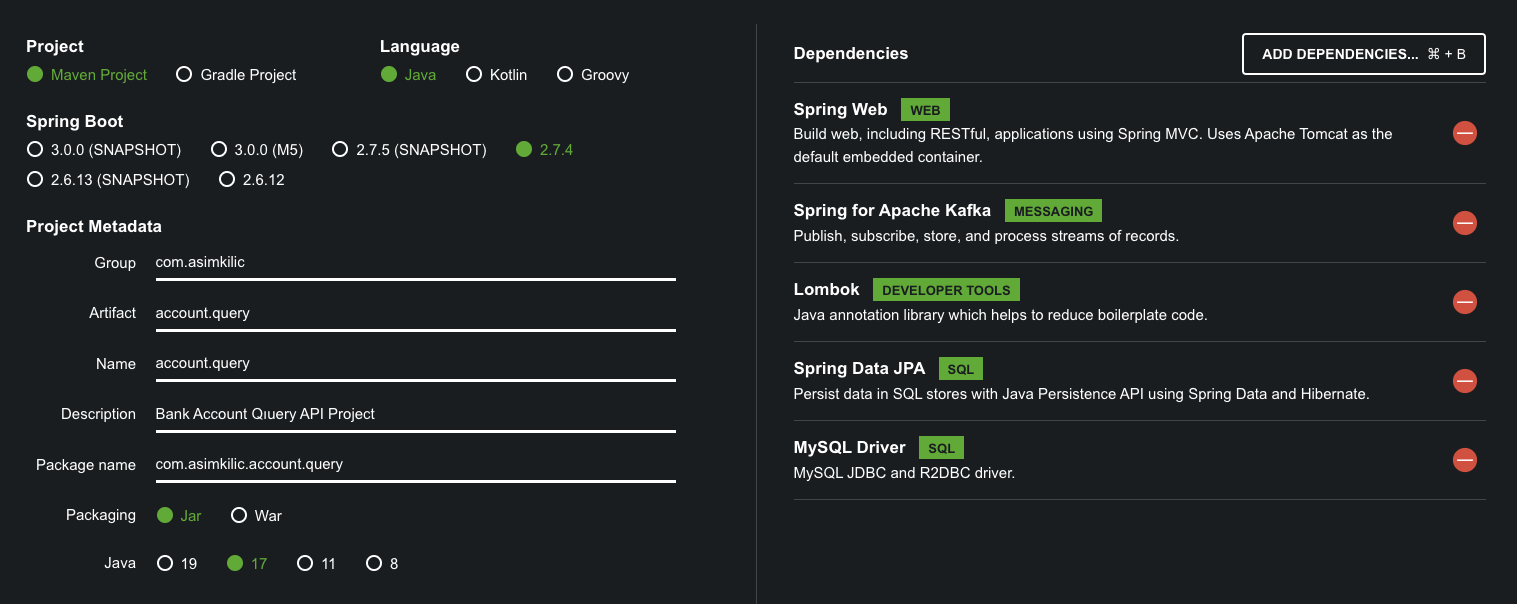 Project
Maven Project Gradle Project
Language
Java Kotlin Groovy
Spring Boot
3.0.0 (SNAPSHOT) 3.0.0 (M5) 2.7.5 (SNAPSHOT) 2.7.4
2.6.13 (SNAPSHOT) 2.6.12
Project Metadata
Group com.asimkilic
Artifact account.query
Name account.query
Description Bank Account Qıuery API Project
Package name com.asimkilic.account.query
Packaging Jar War
Java 19 17 11 8
Dependencies
ADD DEPENDENCIES... ⌘ + B
Spring Web WEB
Build web, including RESTful, applications using Spring MVC. Uses Apache Tomcat as the
default embedded container.
Spring for Apache Kafka MESSAGING
Publish, subscribe, store, and process streams of records.
Lombok DEVELOPER TOOLS
Java annotation library which helps to reduce boilerplate code.
Spring Data JPA SQL
Persist data in SQL stores with Java Persistence API using Spring Data and Hibernate.
MySQL Driver SQL
MySQL JDBC and R2DBC driver.